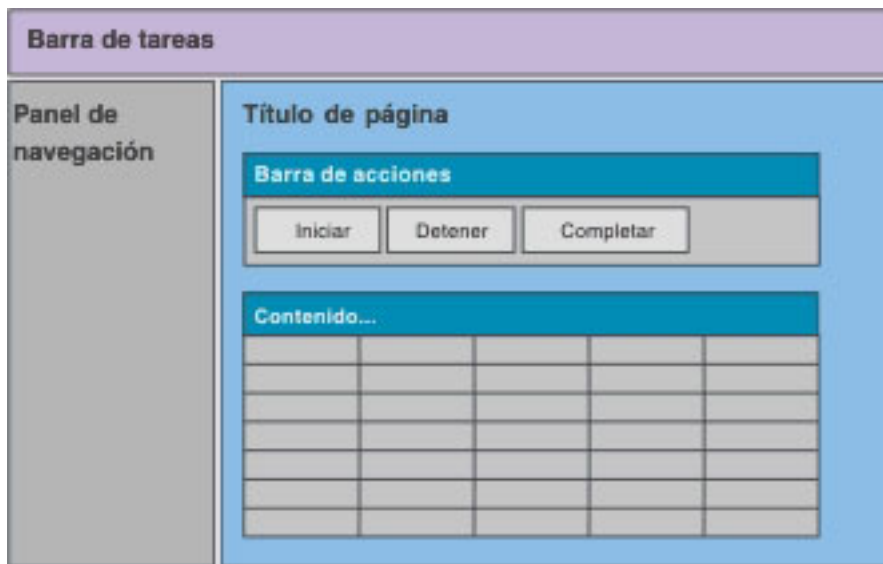 Barra de tareas
Panel de
navegación
Título de página
Barra de acciones
Iniciar Detener Completar
Contenido...